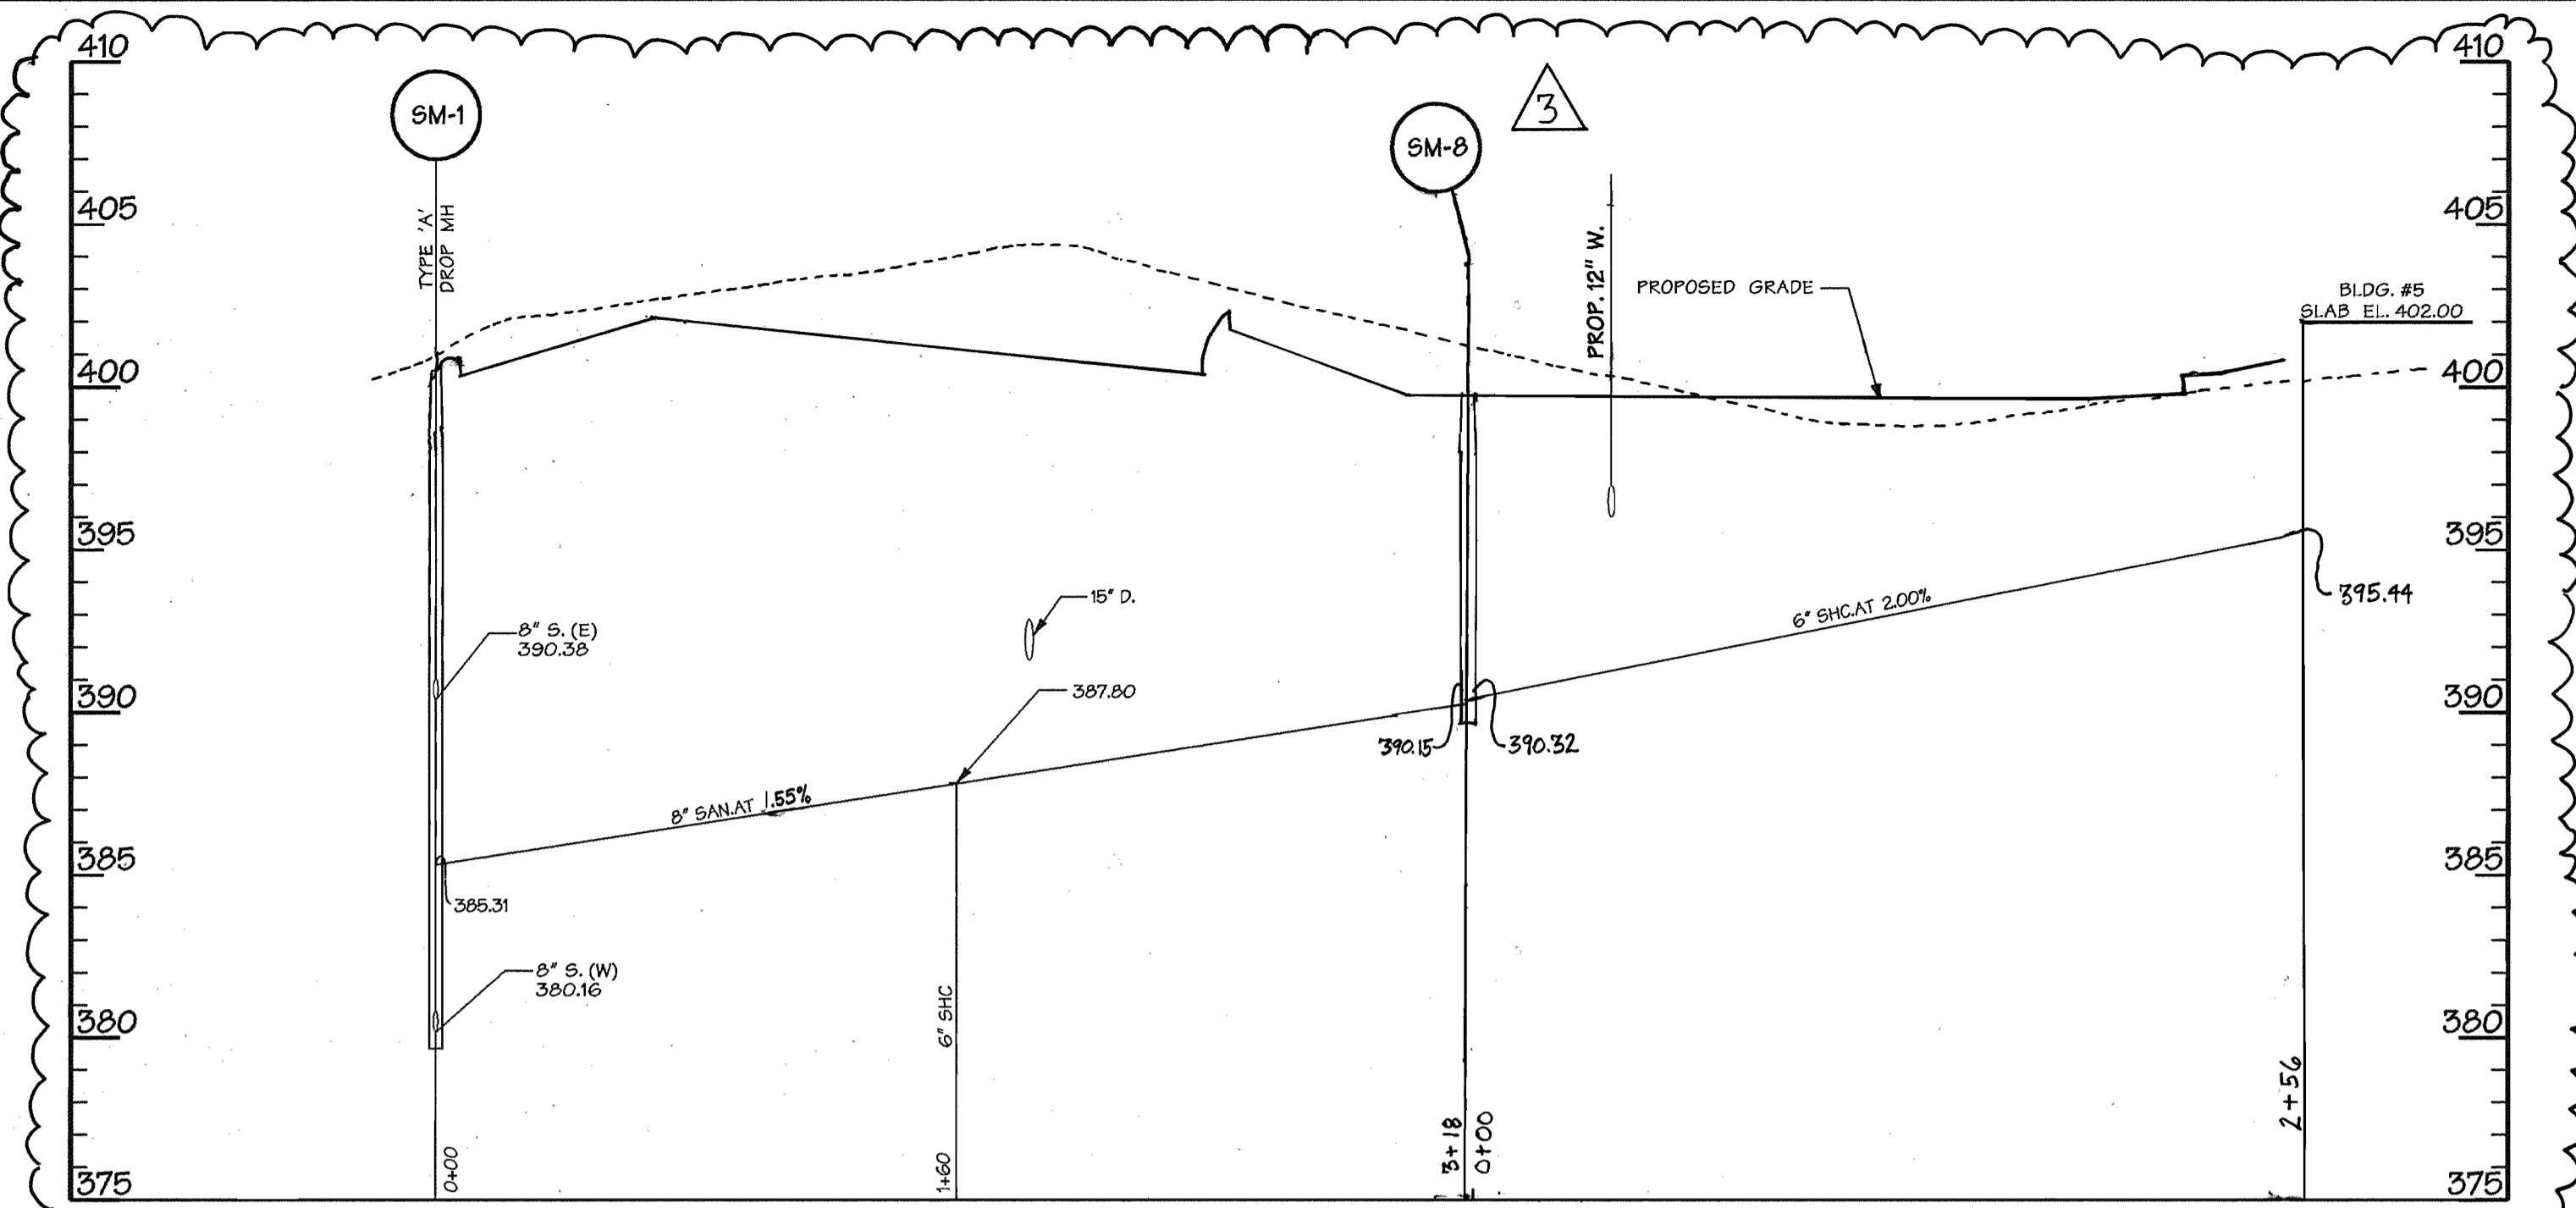 410
410
SM-1
SM-8
3
405
405
TYPE 'A'
DROP MH
PROP. 12" W.
PROPOSED GRADE
BLDG. #5
SLAB EL. 402.00
400
400
395
395
15" D.
6" SHC.AT 2.00%
395.44
8" S. (E)
390.38
390
390
387.80
390.15
390.32
8" SAN.AT 1.55%
385
385
385.31
8" S. (W)
380.16
380
380
6" SHC
375
0+00
1+60
3+18
0+00
2+56
375